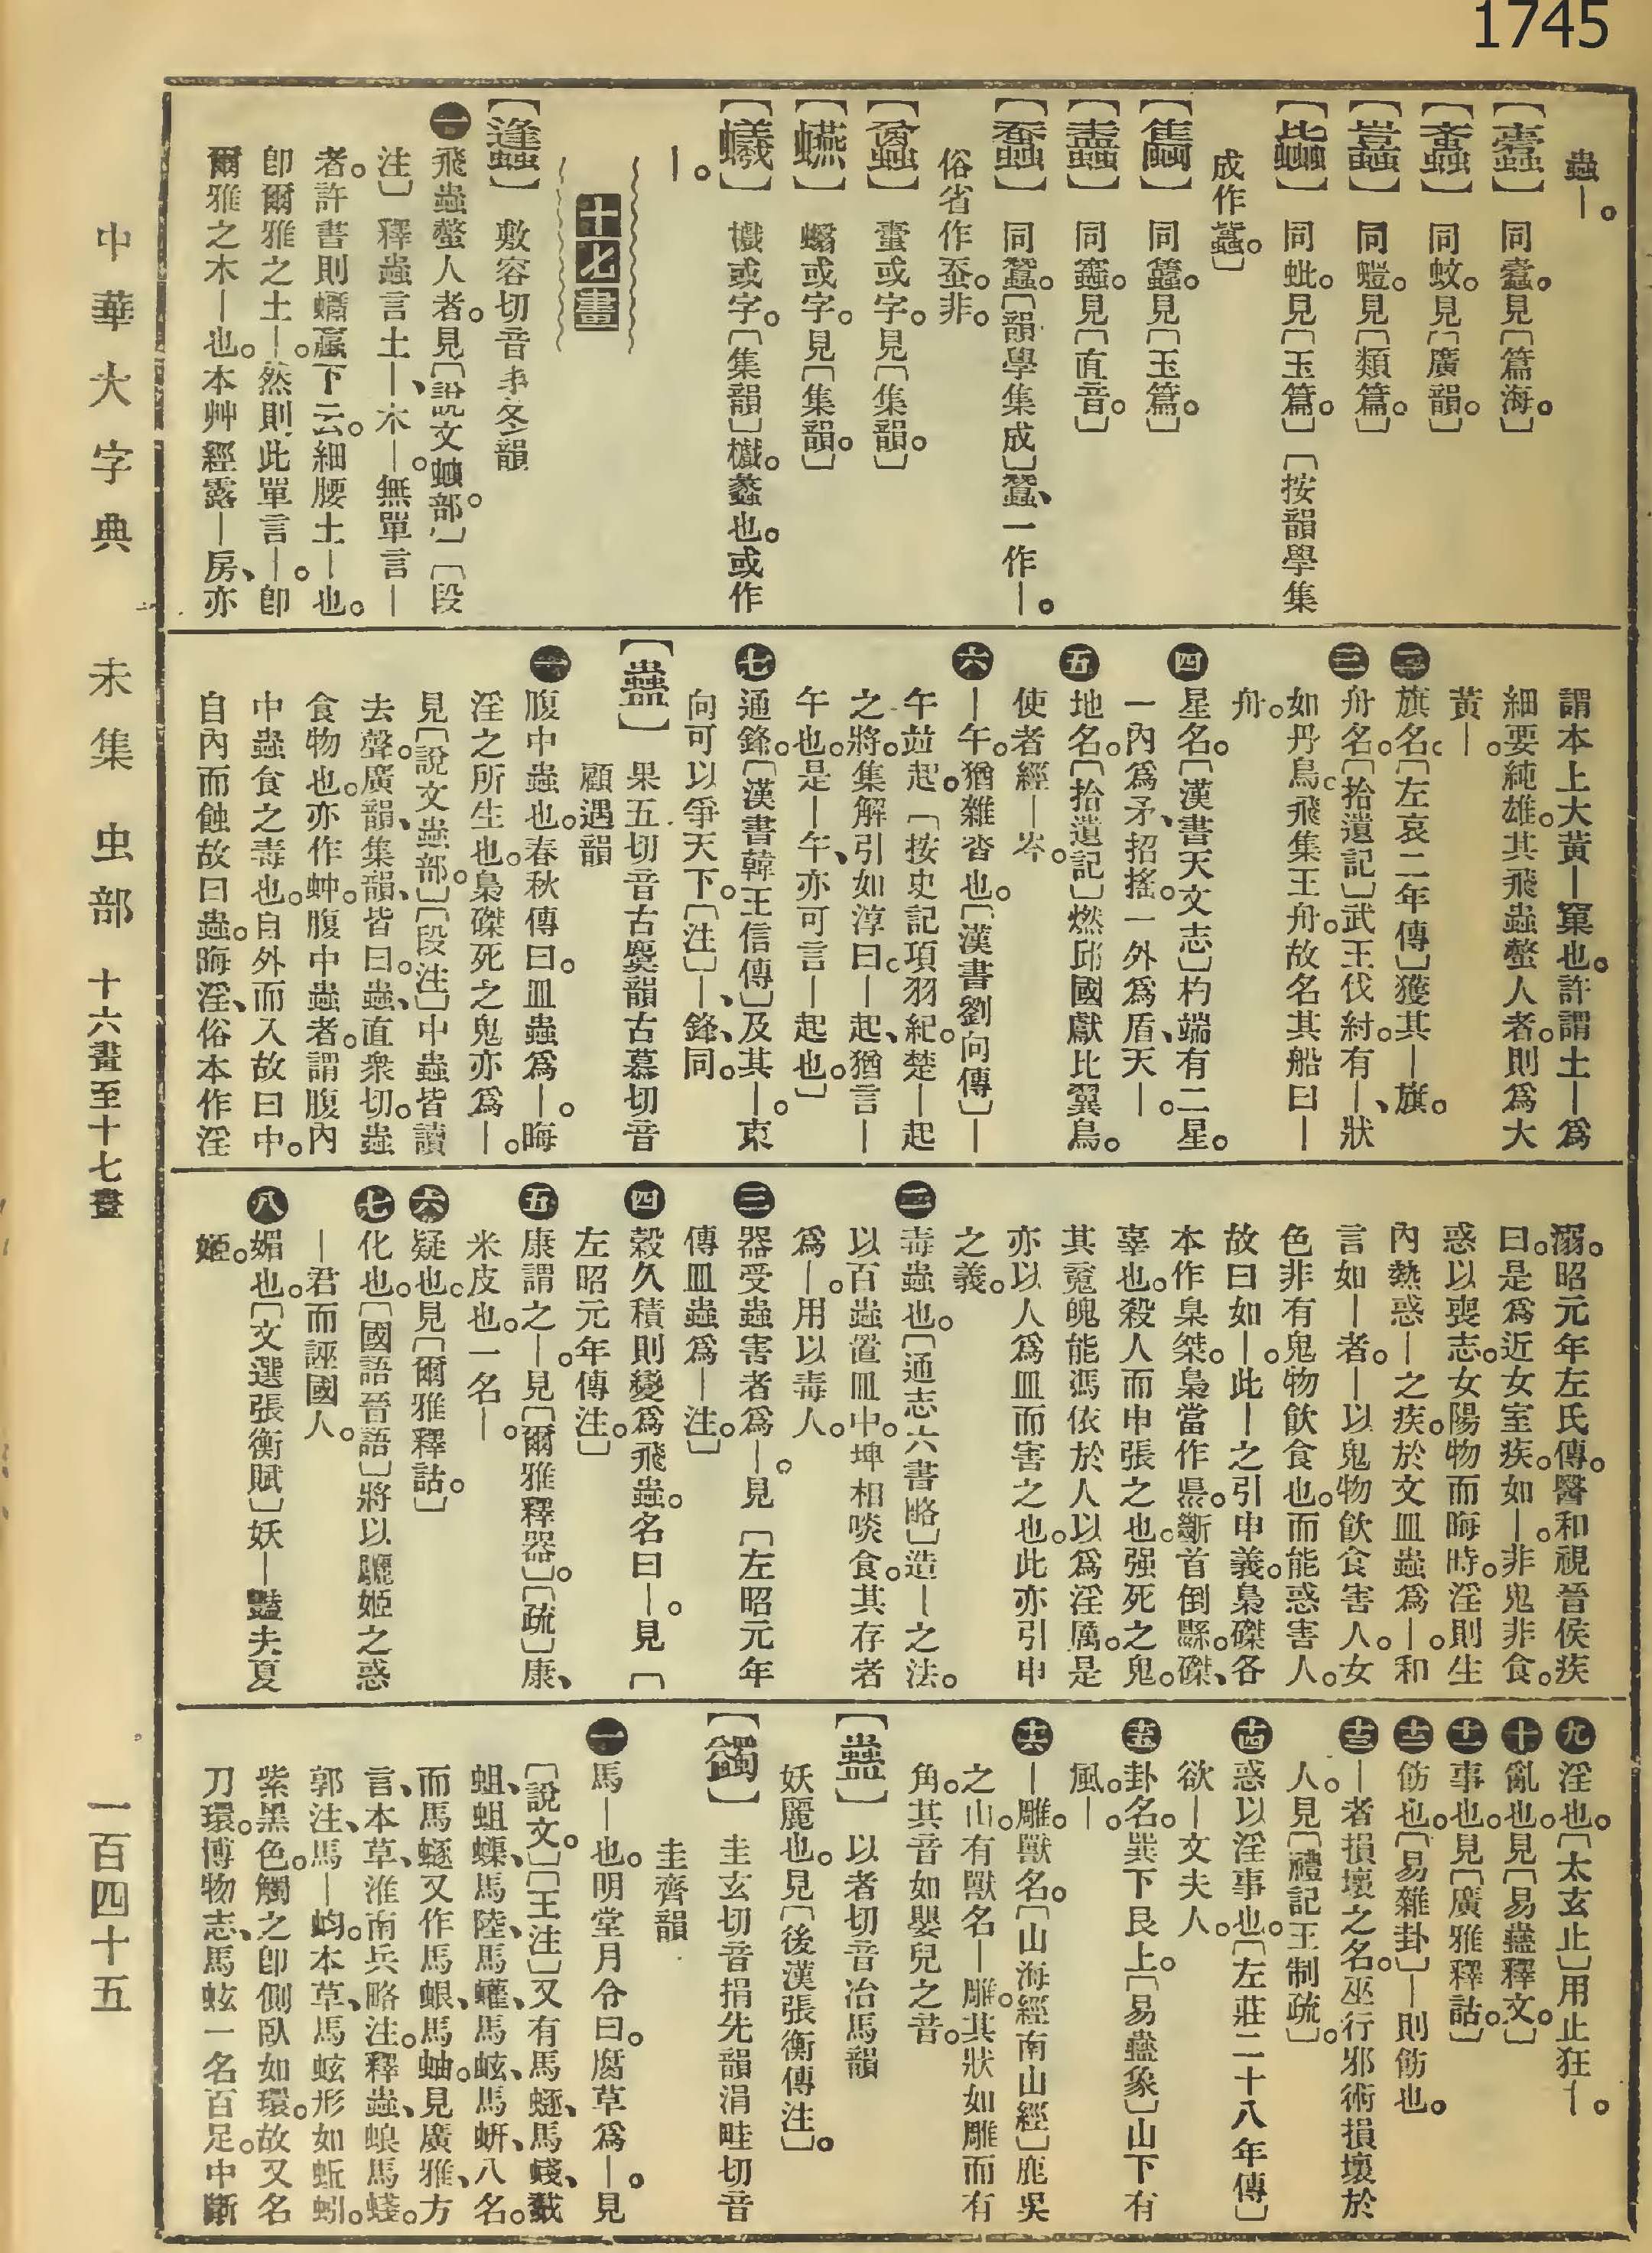 1745
蟲｜。
【蠹】同蠹。見〔篇海。〕
【䘇】同蚊。見〔廣韻。〕
同螘。見〔類篇。〕
同蚍。見〔玉篇。〕〔按韻學集
成作䘀。〕
同蠭。見〔玉篇。〕
同蠭。見〔直音。〕
同蠶。〔韻學集成〕蠶、一作｜。
俗省作蚕。非。
蠆或字。見〔集韻。〕
或字。見〔集韻。〕
【蠘】蠘或字。〔集韻〕蠘。蠡也。或作
｜。
十七畫
【蠭】敷容切音丰冬韻
㊀飛蟲螫人者。見〔說文䖵部。〕〔段
注〕釋蟲言土｜、木｜。無單言｜
者。許書則蠮蠃下云。細腰土｜也。
卽爾雅之土｜。然則此單言｜。卽
爾雅之木｜也。本艸經露｜房、亦
謂本上大黃｜窠也。許謂土｜爲
細要純雄。其飛蟲螫人者。則爲大
黃｜。
㊁旗名。〔左哀二年傳〕獲其｜旗。
㊂舟名。〔拾遺記〕武王伐紂。有｜、狀
如丹鳥。飛集王舟。故名其船曰｜
舟。
㊃星名。〔漢書天文志〕杓端有二星。
一內爲矛、招搖。一外爲盾、天｜。
㊄地名。〔拾遺記〕燃邱國獻比翼鳥。
使者經｜岑。
㊅｜午。猶雜沓也。〔漢書劉向傳〕｜
午竝起。〔按史記項羽紀。楚｜起
之將。集解引如淳曰。｜起、猶言｜
午也。是｜午、亦可言｜起也。〕
㊆通鋒。〔漢書韓王信傳〕及其｜。東
向可以爭天下。〔注〕｜、鋒、同。
【蠱】果五切音古麌韻古慕切音
顧遇韻
㊀腹中蟲也。春秋傳曰。皿蟲爲｜。晦
淫之所生也。梟磔死之鬼亦爲｜。
見〔說文蟲部。〕〔段注〕中蟲皆讀
去聲。廣韻、集韻、皆曰。蟲、直衆切。蟲
食物也。亦作蚛。腹中蟲者。謂腹內
中蟲食之毒也。自外而入故曰中。
自內而蝕故曰蟲。晦淫、俗本作淫
溺。昭元年左氏傳。醫和視晉侯疾
曰。是爲近女室。疾如｜。非鬼非食。
惑以喪志。女陽物而晦時。淫則生
內熱惑｜之疾。於文皿蟲爲｜。和
言如｜者。｜以鬼物飮食害人。女
色非有鬼物飮食也。而能惑害人。
故曰如｜。此｜之引申義。梟磔各
本作梟桀。梟當作𥄉。斷首倒縣。磔、
辜也。殺人而申張之也。强死之鬼。
其䰟魄能馮依於人以爲淫厲。是
亦以人爲皿而害之也。此亦引申
之義。
㊁毒蟲也。〔通志六書略〕造｜之法。
以百蟲置皿中。埤相啖食。其存者
爲｜。用以毒人。
㊂器受蟲害者爲｜。見〔左昭元年
傳皿蟲爲｜注。〕
㊃穀久積則變爲飛蟲。名曰｜。見〔
左昭元年傳注。〕
㊄康謂之｜。見〔爾雅釋器。〕〔疏〕康、
米皮也。一名｜。
㊅疑也。見〔爾雅釋詁。〕
㊆化也。〔國語晉語〕將以驪姬之惑
｜君而誣國人。
㊇媚也。〔文選張衡賦〕妖｜豔夫夏
姬。
㊈淫也。〔太玄止〕用止狂｜。
㊉亂也。見〔易蠱釋文。〕
⓫事也。見〔廣雅釋詁。〕
⓬飭也。〔易雜卦〕｜則飭也。
⓭｜者損壞之名。巫行邪術損壞於
人。見〔禮記王制疏〕。
⓮惑以淫事也。〔左莊二十八年傳〕
欲｜文夫人。
⓯卦名。巽下艮上。〔易蠱象〕山下有
風。｜。
⓰｜雕。獸名。〔山海經南山經〕鹿吳
之山。有獸名｜雕。其狀如雕而有
角。其音如嬰兒之音。
【蠱】以者切音冶馬韻
妖麗也。見〔後漢張衡傳注〕。
【蠲】圭玄切音捐先韻涓畦切音
圭齊韻
㊀馬｜也。明堂月令曰。腐草爲｜。見
〔說文。〕〔王注〕又有馬蚿、馬蠽、
蛆、蛆蟝、馬陸、馬蠸、馬蚿、馬蚈、八名。
而馬蠲又作馬蜋、馬蚰。見廣雅、方
言、本草、淮南兵略注。釋蟲、蛝馬蠽。
郭注、馬｜蚐。本草、馬蚿形如蚯蚓。
紫黑色。觸之卽側臥如環。故又名
刀環。博物志、馬蚿一名百足。中斷
中華大字典　未集　虫部　十六畫至十七畫
一百四十五